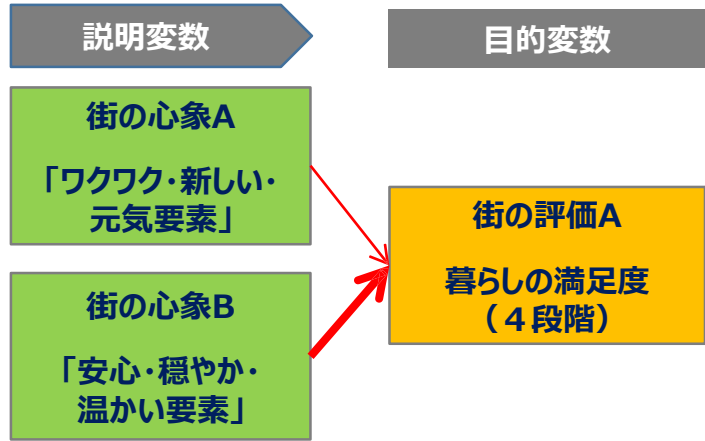 説明変数
目的変数
街の心象A
「ワクワク・新しい・
元気要素」
街の心象B
「安心・穏やか・
温かい要素」
街の評価A
暮らしの満足度
（４段階）